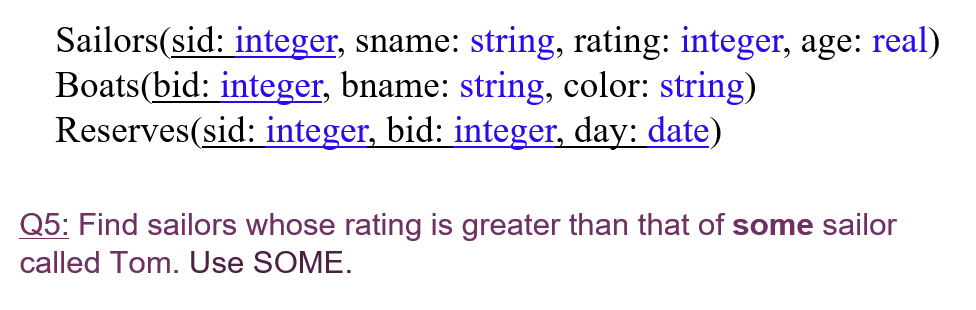 Sailors(sid: integer, sname: string, rating: integer, age: real)
Boats(bid: integer, bname: string, color: string)
Reserves(sid: integer, bid: integer, day: date)
Q5: Find sailors whose rating is greater than that of some sailor
called Tom. Use SOME.